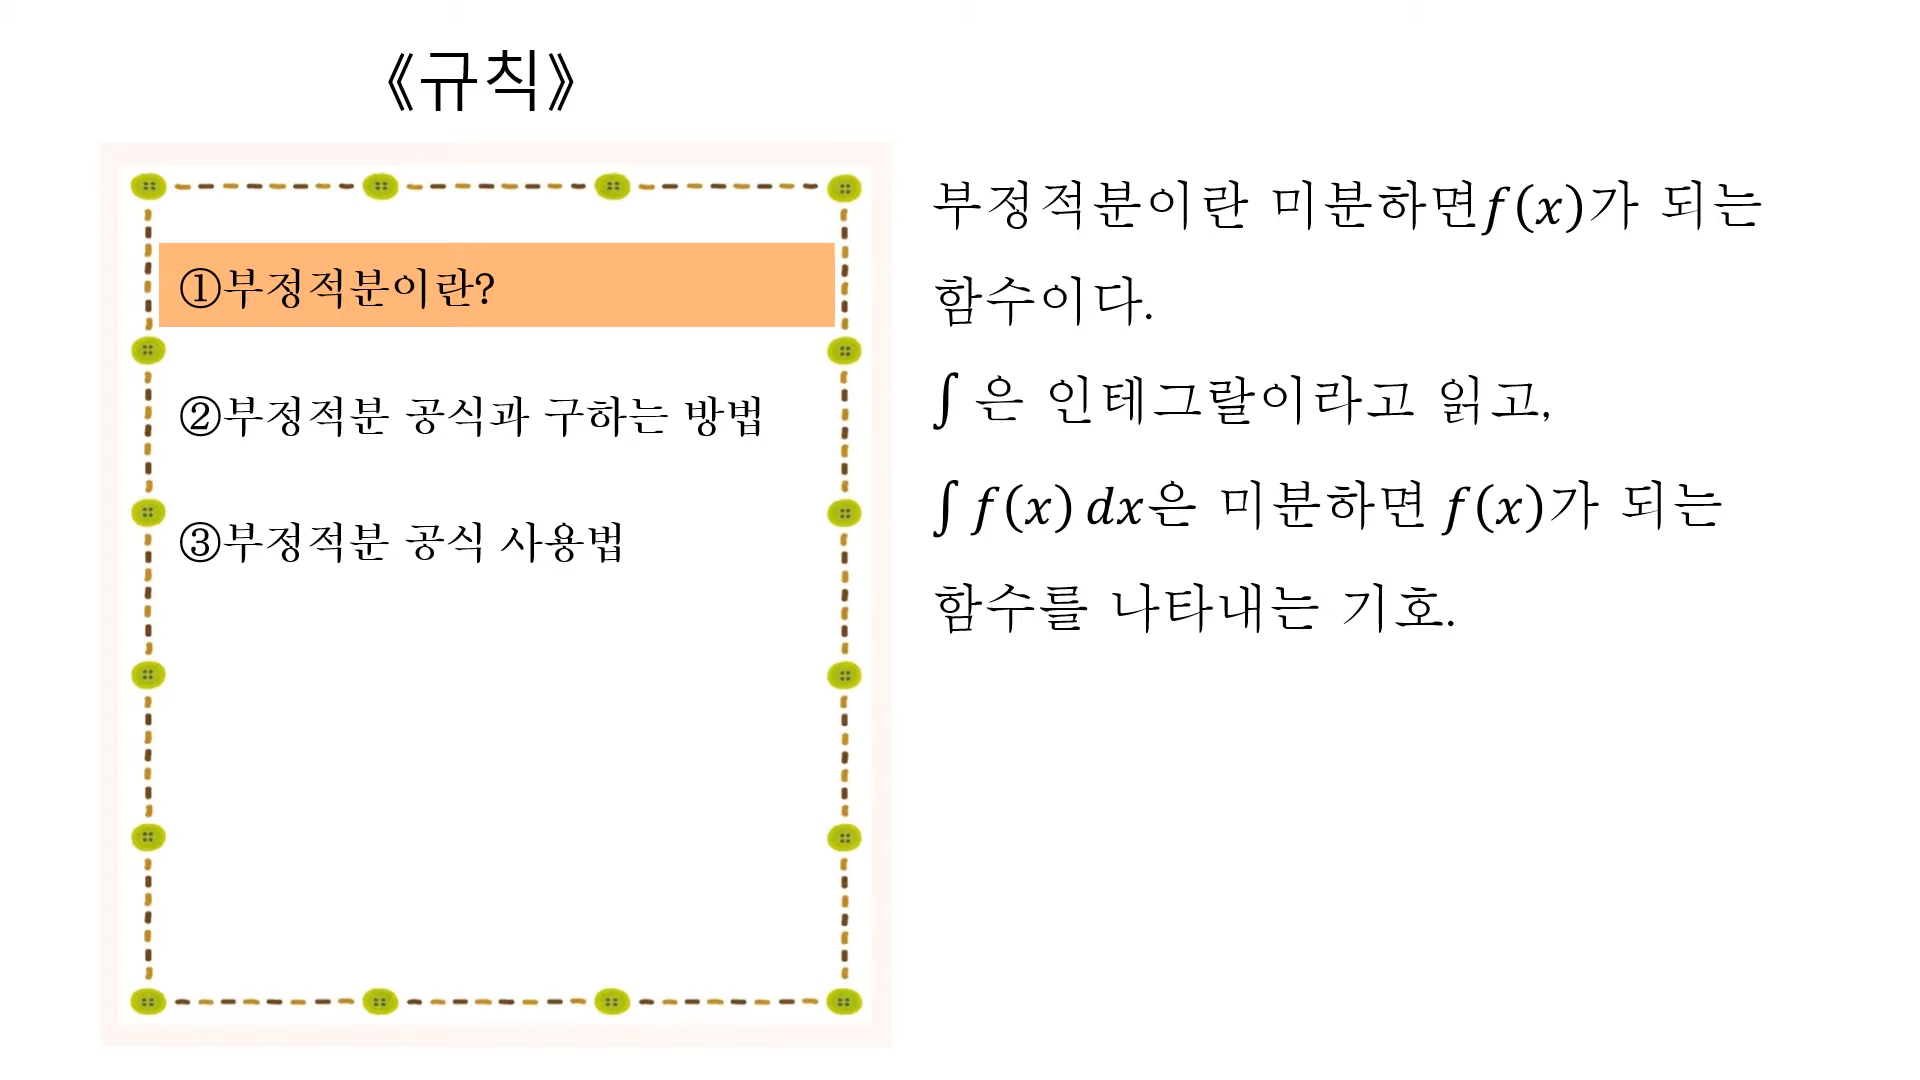 《규칙》
①부정적분이란?
②부정적분 공식과 구하는 방법
③부정적분 공식 사용법
부정적분이란 미분하면f(x)가 되는
함수이다.
∫ 은 인테그랄이라고 읽고,
∫ f(x) dx은 미분하면 f(x)가 되는
함수를 나타내는 기호.